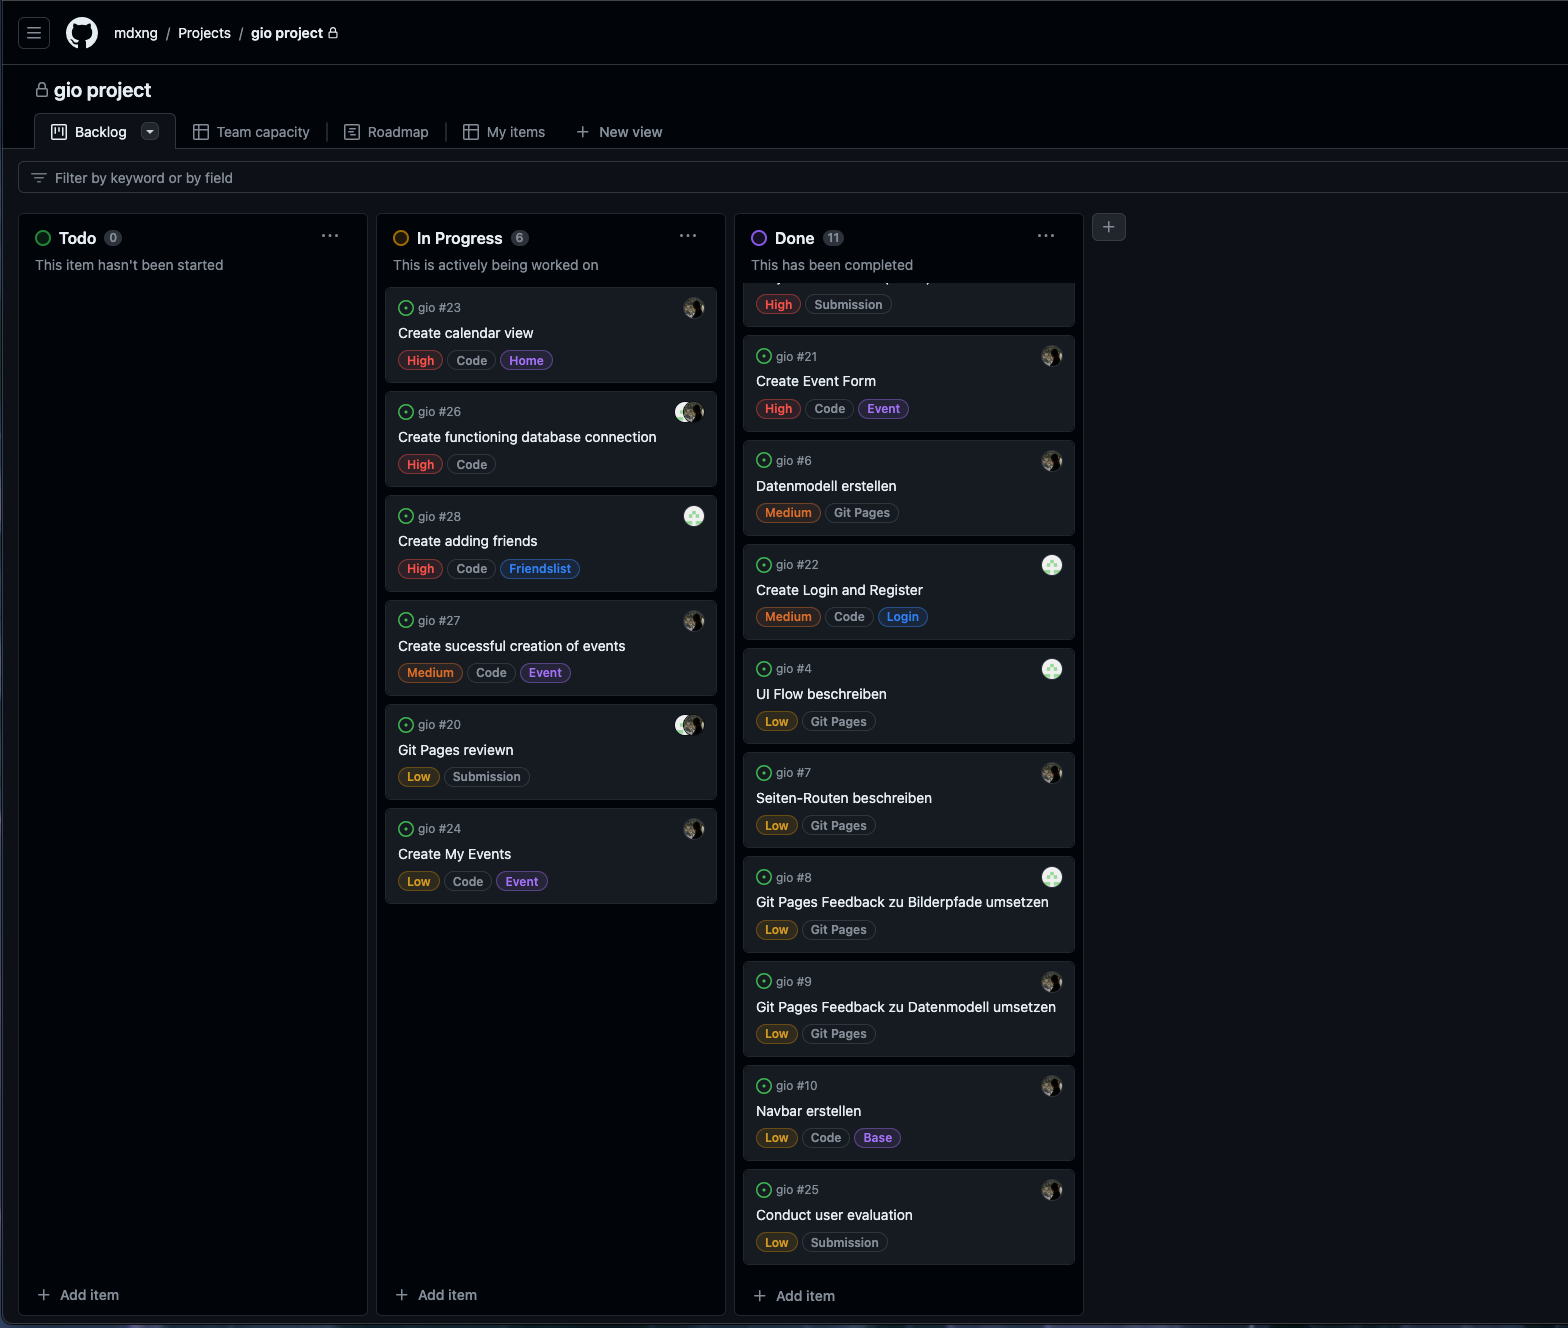 mdxng / Projects / gio project
gio project
Backlog
Team capacity
Roadmap
My items
New view
Filter by keyword or by field
Todo 0
This item hasn't been started
Add item
In Progress 6
This is actively being worked on
gio #23
Create calendar view
High Code Home
gio #26
Create functioning database connection
High Code
gio #28
Create adding friends
High Code Friendslist
gio #27
Create sucessful creation of events
Medium Code Event
gio #20
Git Pages reviewn
Low Submission
gio #24
Create My Events
Low Code Event
Add item
Done 11
This has been completed
High Submission
gio #21
Create Event Form
High Code Event
gio #6
Datenmodell erstellen
Medium Git Pages
gio #22
Create Login and Register
Medium Code Login
gio #4
UI Flow beschreiben
Low Git Pages
gio #7
Seiten-Routen beschreiben
Low Git Pages
gio #8
Git Pages Feedback zu Bilderpfade umsetzen
Low Git Pages
gio #9
Git Pages Feedback zu Datenmodell umsetzen
Low Git Pages
gio #10
Navbar erstellen
Low Code Base
gio #25
Conduct user evaluation
Low Submission
Add item